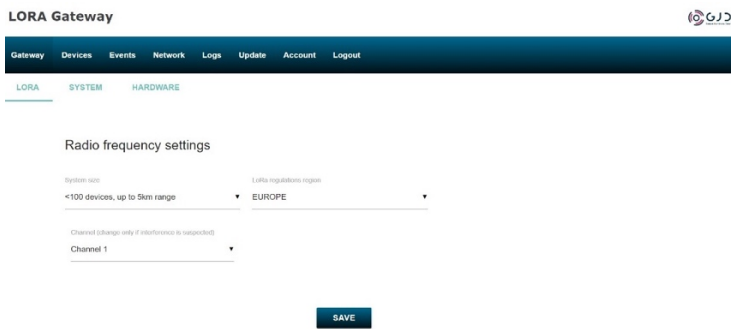 LORA Gateway
GJD
Gateway Devices Events Network Logs Update Account Logout
LORA SYSTEM HARDWARE
Radio frequency settings
System size LoRa regulations region
<100 devices, up to 5km range EUROPE
Channel (change only if interference is suspected)
Channel 1
SAVE